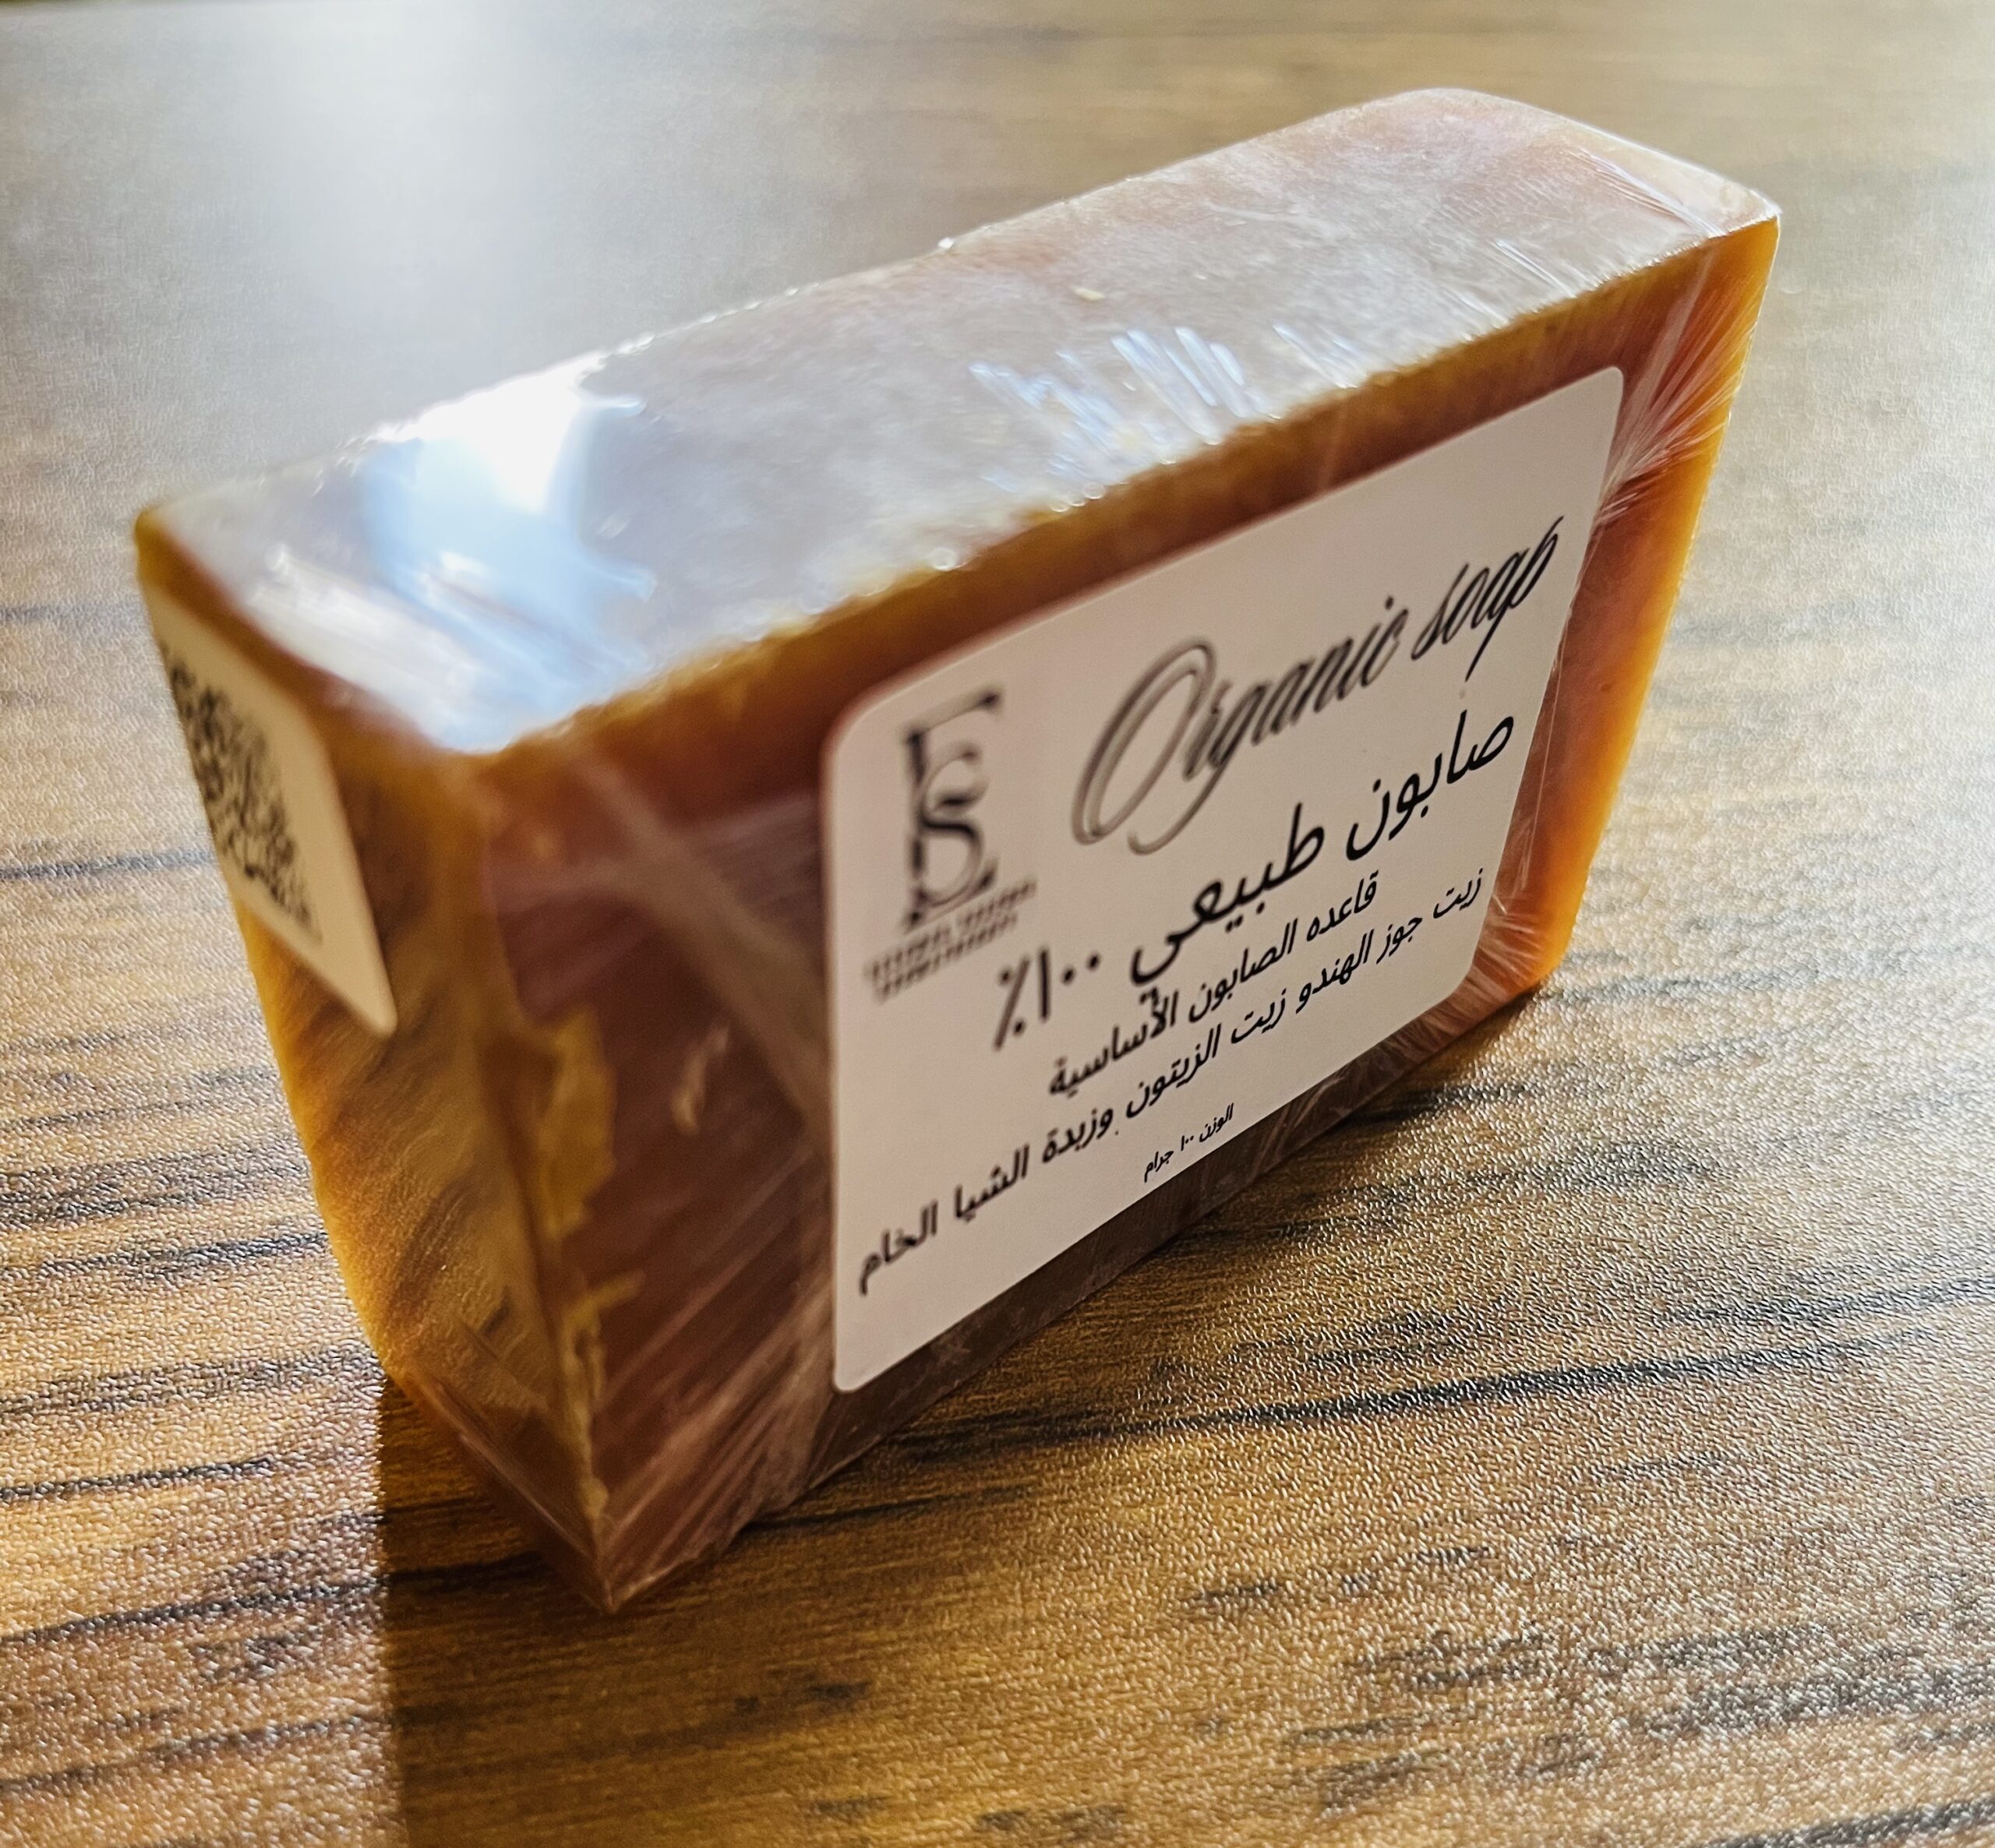 Organic soap
صابون طبيعي ١٠٠٪
قاعده الصابون الأساسية
زيت جوز الهندو زيت الزيتون وزبدة الشيا الخام
الوزن ١٠٠ جرام